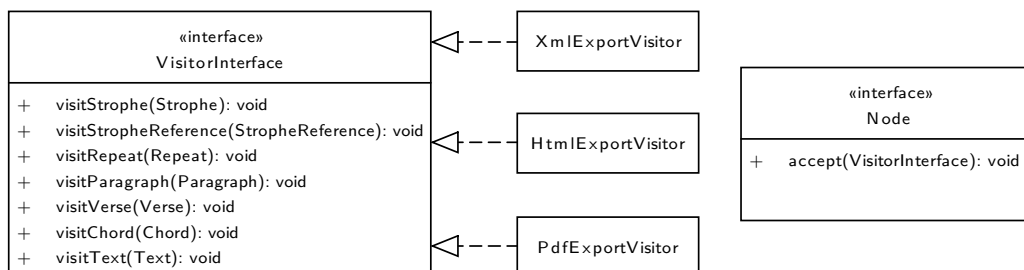 «interface»
VisitorInterface
+ visitStrophe(Strophe): void
+ visitStropheReference(StropheReference): void
+ visitRepeat(Repeat): void
+ visitParagraph(Paragraph): void
+ visitVerse(Verse): void
+ visitChord(Chord): void
+ visitText(Text): void
XmlExportVisitor
HtmlExportVisitor
PdfExportVisitor
«interface»
Node
+ accept(VisitorInterface): void